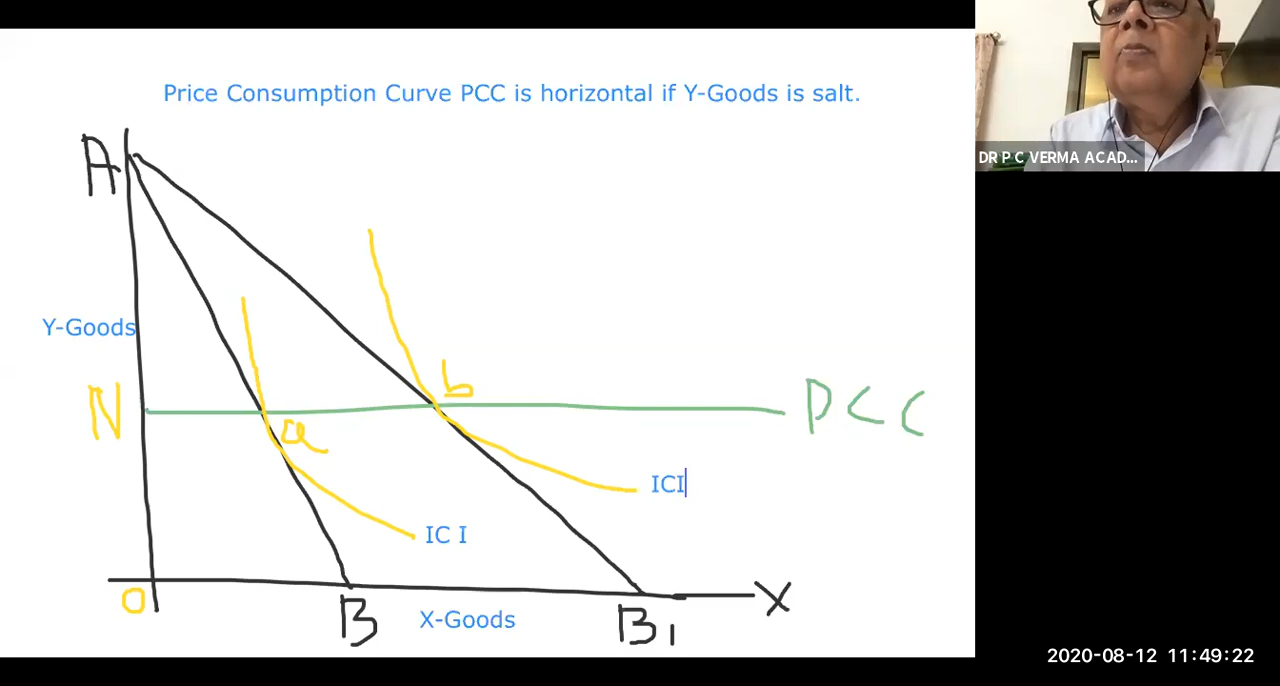 Price Consumption Curve PCC is horizontal if Y-Goods is salt.
DR P C VERMA ACAD...
A
Y-Goods
N
a
b
PCC
ICI
IC I
O
B
X-Goods
B1
X
2020-08-12 11:49:22